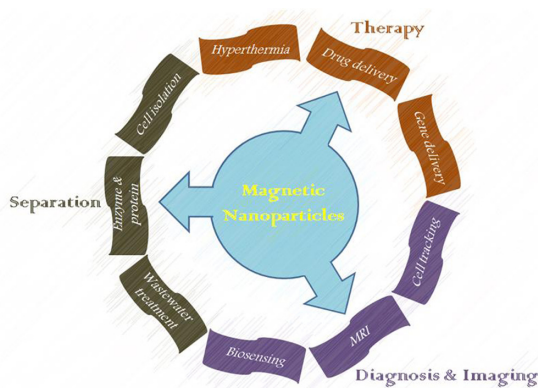 Therapy
Hyperthermia
Drug delivery
Gene delivery
Cell isolation
Magnetic
Nanoparticles
Separation
Enzyme &
protein
Cell tracking
Wastewater
treatment
Biosensing
MRI
Diagnosis & Imaging